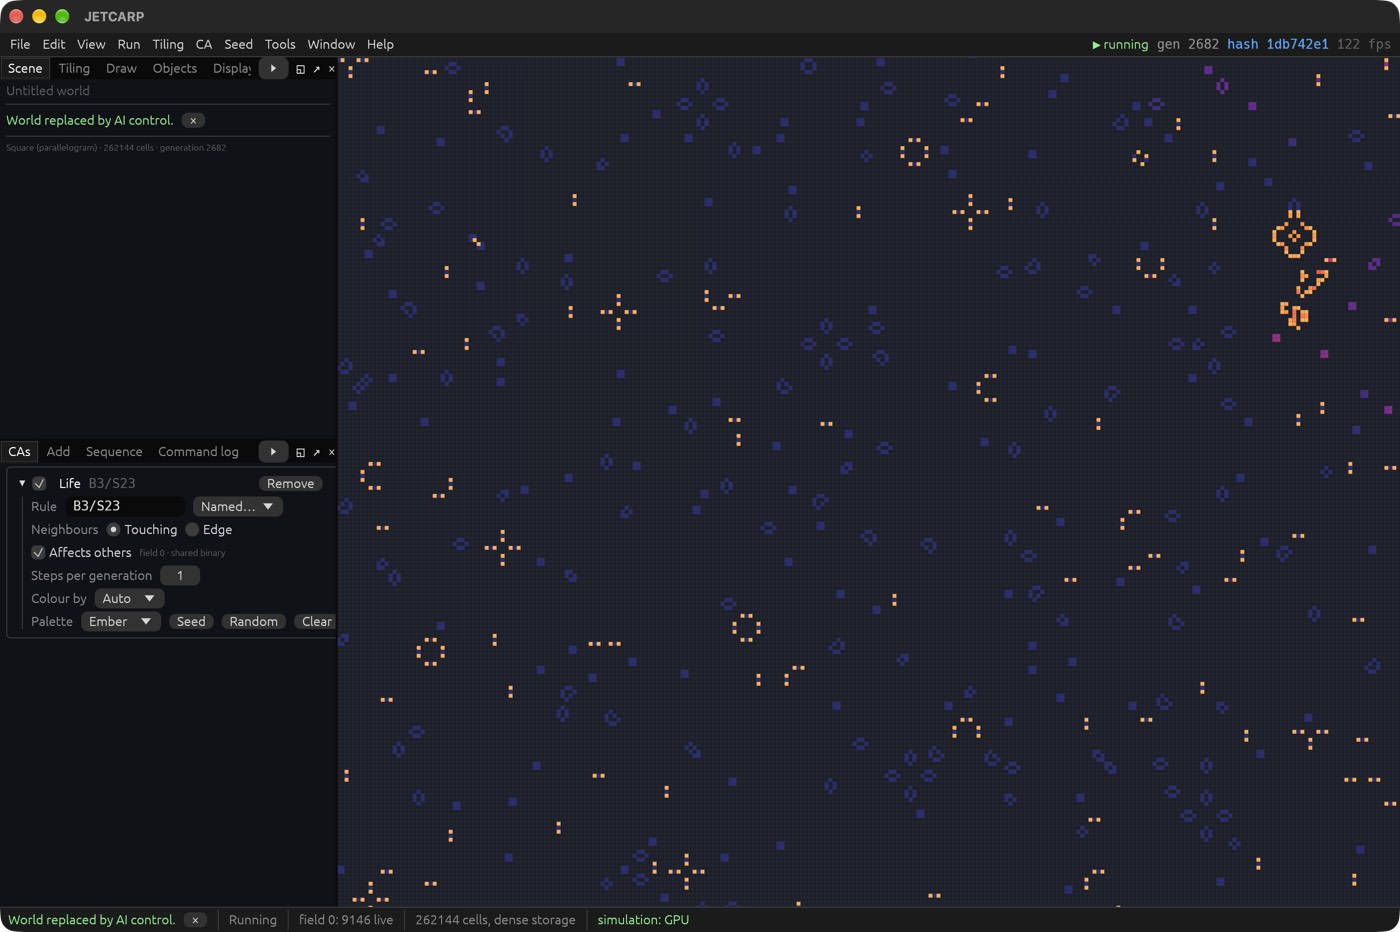 JETCARP
File Edit View Run Tiling CA Seed Tools Window Help
running gen 2682 hash 1db742e1 122 fps
Scene Tiling Draw Objects Display
Untitled world
World replaced by AI control. ×
Square (parallelogram) · 262144 cells · generation 2682
CAs Add Sequence Command log
Life B3/S23 Remove
Rule B3/S23 Named...
Neighbours Touching Edge
Affects others field 0 · shared binary
Steps per generation 1
Colour by Auto
Palette Ember Seed Random Clear
World replaced by AI control. × Running field 0: 9146 live 262144 cells, dense storage simulation: GPU